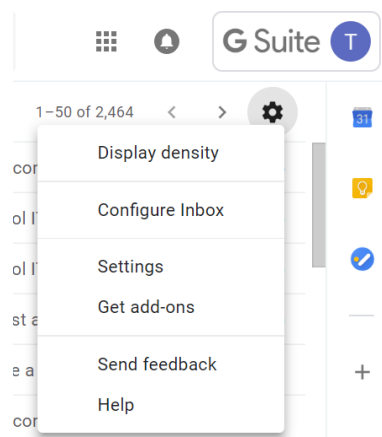 G Suite T
1–50 of 2,464
31
Display density
Configure Inbox
Settings
Get add-ons
Send feedback
Help